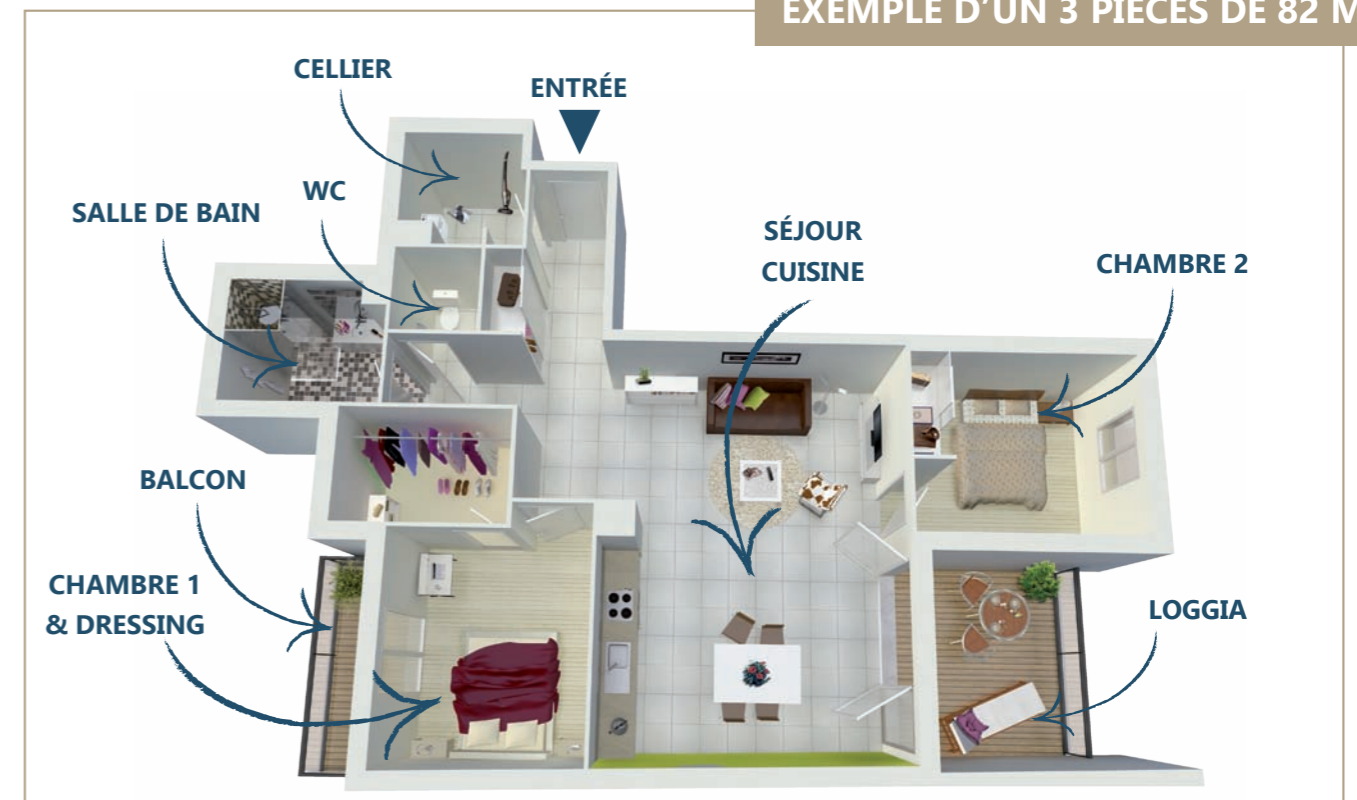 EXEMPLE D'UN 3 PIÈCES DE 82 M
CELLIER
ENTRÉE
WC
SALLE DE BAIN
SÉJOUR
CUISINE
CHAMBRE 2
BALCON
CHAMBRE 1
& DRESSING
LOGGIA